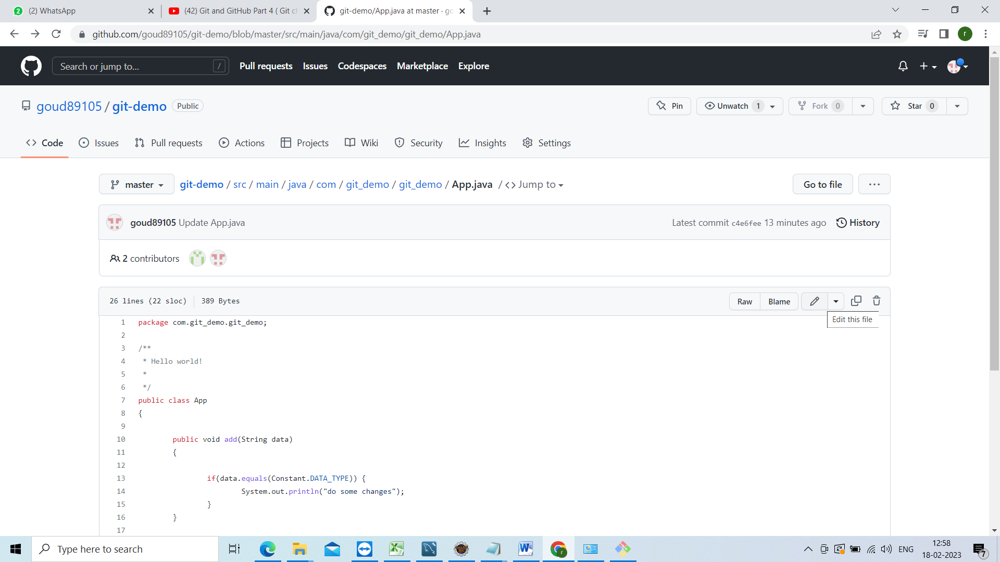 (2) WhatsApp
(42) Git and GitHub Part 4 ( Git ch
git-demo/App.java at master · go
github.com/goud89105/git-demo/blob/master/src/main/java/com/git_demo/git_demo/App.java
r
Search or jump to...
/
Pull requests
Issues
Codespaces
Marketplace
Explore
goud89105 / git-demo
Public
Pin
Unwatch 1
Fork 0
Star 0
Code
Issues
Pull requests
Actions
Projects
Wiki
Security
Insights
Settings
master
git-demo / src / main / java / com / git_demo / git_demo / App.java / <> Jump to
Go to file
...
goud89105 Update App.java
Latest commit c4e6fee 13 minutes ago
History
2 contributors
26 lines (22 sloc)
389 Bytes
Raw
Blame
Edit this file
1 package com.git_demo.git_demo;
2
3 /**
4 * Hello world!
5 *
6 */
7 public class App
8 {
9
10 public void add(String data)
11 {
12
13 if(data.equals(Constant.DATA_TYPE)) {
14 System.out.println("do some changes");
15 }
16 }
17
Type here to search
ENG
12:58
18-02-2023
7